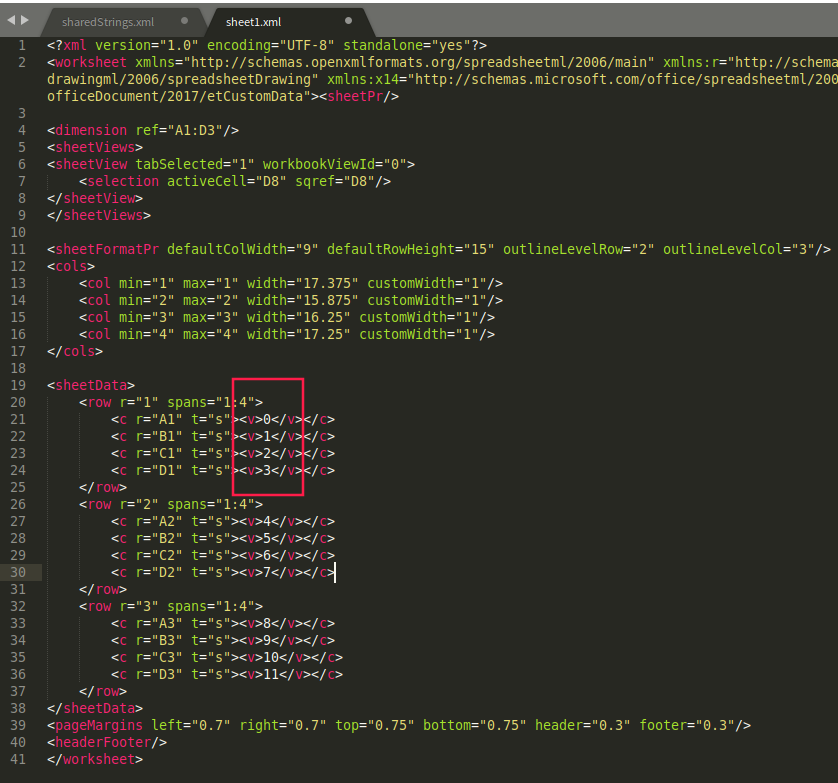 sharedStrings.xml
sheet1.xml
1 <?xml version="1.0" encoding="UTF-8" standalone="yes"?>
2 <worksheet xmlns="http://schemas.openxmlformats.org/spreadsheetml/2006/main" xmlns:r="http://schema
drawingml/2006/spreadsheetDrawing" xmlns:x14="http://schemas.microsoft.com/office/spreadsheetml/200
officeDocument/2017/etCustomData"><sheetPr/>
3
4 <dimension ref="A1:D3"/>
5 <sheetViews>
6 <sheetView tabSelected="1" workbookViewId="0">
7 <selection activeCell="D8" sqref="D8"/>
8 </sheetView>
9 </sheetViews>
10
11 <sheetFormatPr defaultColWidth="9" defaultRowHeight="15" outlineLevelRow="2" outlineLevelCol="3"/>
12 <cols>
13 <col min="1" max="1" width="17.375" customWidth="1"/>
14 <col min="2" max="2" width="15.875" customWidth="1"/>
15 <col min="3" max="3" width="16.25" customWidth="1"/>
16 <col min="4" max="4" width="17.25" customWidth="1"/>
17 </cols>
18
19 <sheetData>
20 <row r="1" spans="1:4">
21 <c r="A1" t="s"><v>0</v></c>
22 <c r="B1" t="s"><v>1</v></c>
23 <c r="C1" t="s"><v>2</v></c>
24 <c r="D1" t="s"><v>3</v></c>
25 </row>
26 <row r="2" spans="1:4">
27 <c r="A2" t="s"><v>4</v></c>
28 <c r="B2" t="s"><v>5</v></c>
29 <c r="C2" t="s"><v>6</v></c>
30 <c r="D2" t="s"><v>7</v></c>
31 </row>
32 <row r="3" spans="1:4">
33 <c r="A3" t="s"><v>8</v></c>
34 <c r="B3" t="s"><v>9</v></c>
35 <c r="C3" t="s"><v>10</v></c>
36 <c r="D3" t="s"><v>11</v></c>
37 </row>
38 </sheetData>
39 <pageMargins left="0.7" right="0.7" top="0.75" bottom="0.75" header="0.3" footer="0.3"/>
40 <headerFooter/>
41 </worksheet>